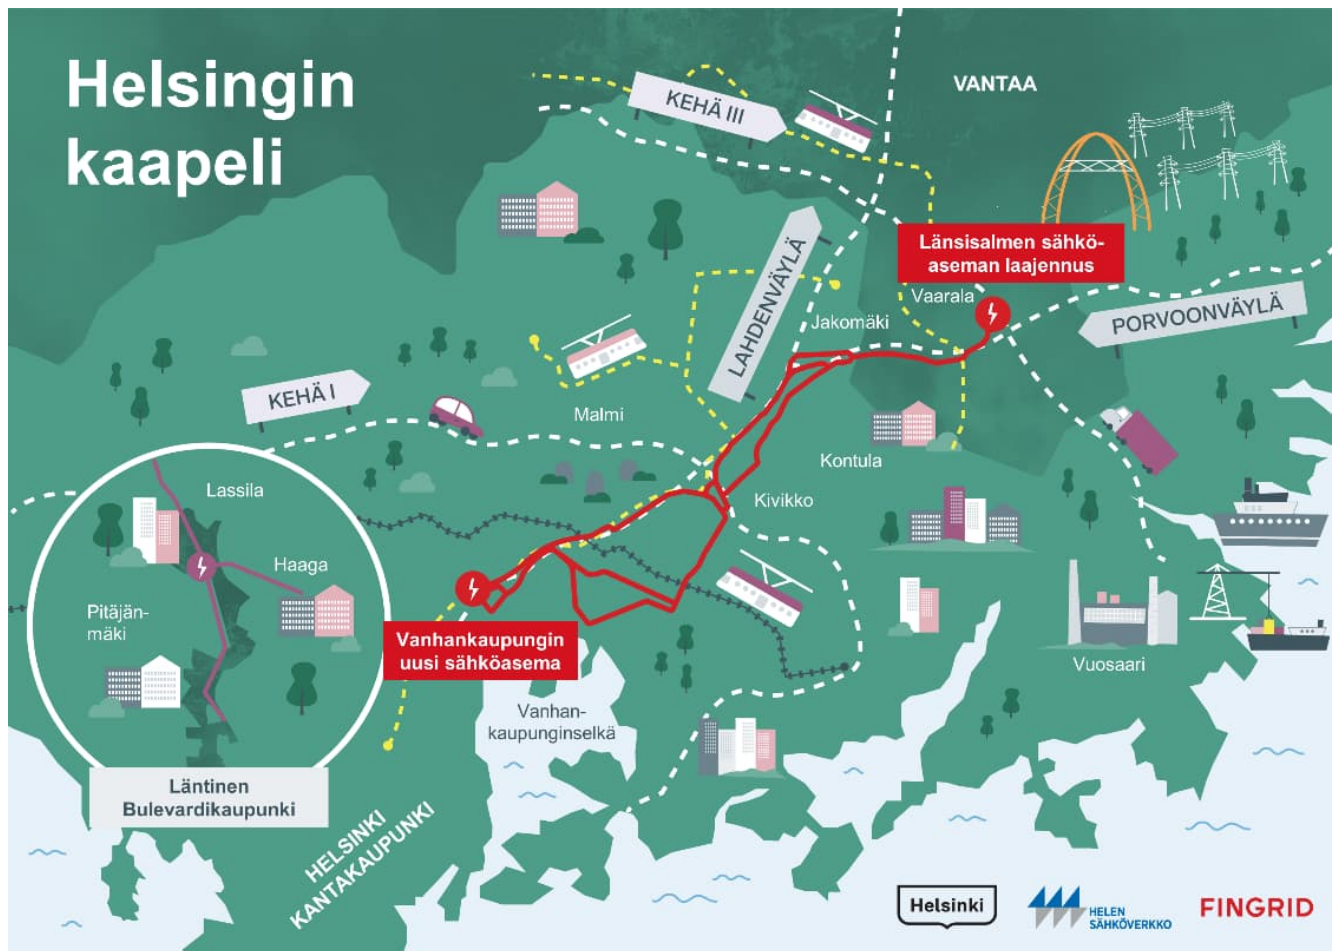 Helsingin
kaapeli
KEHÄ III
VANTAA
Länsisalmen sähkö-
aseman laajennus
LAHDENVÄYLÄ
Vaarala
Jakomäki
PORVOONVÄYLÄ
KEHÄ I
Malmi
Kontula
Lassila
Kivikko
Haaga
Pitäjän-
mäki
Vanhankaupungin
uusi sähköasema
Vuosaari
Vanhan-
kaupunginselkä
Läntinen
Bulevardikaupunki
HELSINKI
KANTAKAUPUNKI
Helsinki
HELEN
SÄHKÖVERKKO
FINGRID